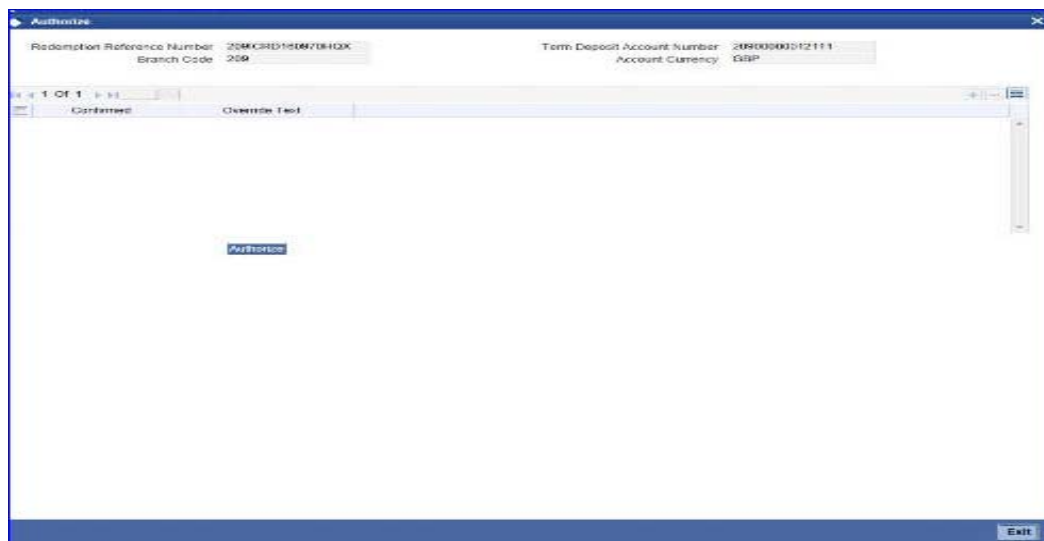 Authorize
Redemption Reference Number
Term Deposit Account Number 20900000012111
Branch Code 209
Account Currency GBP
1 Of 1
Confirmed Override Text
Authorize
Exit